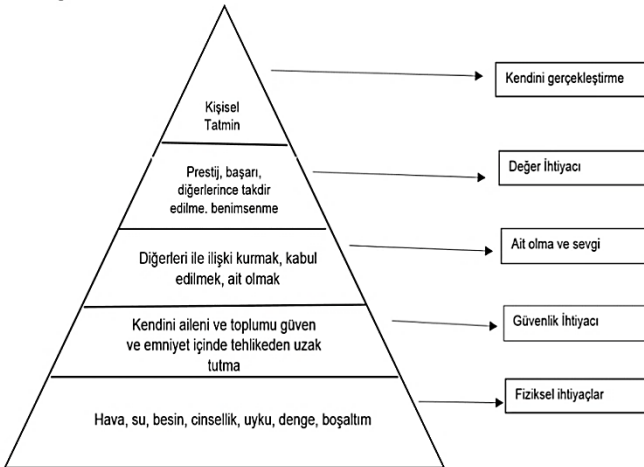 Kişisel
Tatmin
Kendini gerçekleştirme
Prestij, başarı,
diğerlerince takdir
edilme. benimsenme
Değer İhtiyacı
Diğerleri ile ilişki kurmak, kabul
edilmek, ait olmak
Ait olma ve sevgi
Kendini aileni ve toplumu güven
ve emniyet içinde tehlikeden uzak
tutma
Güvenlik İhtiyacı
Hava, su, besin, cinsellik, uyku, denge, boşaltım
Fiziksel ihtiyaçlar